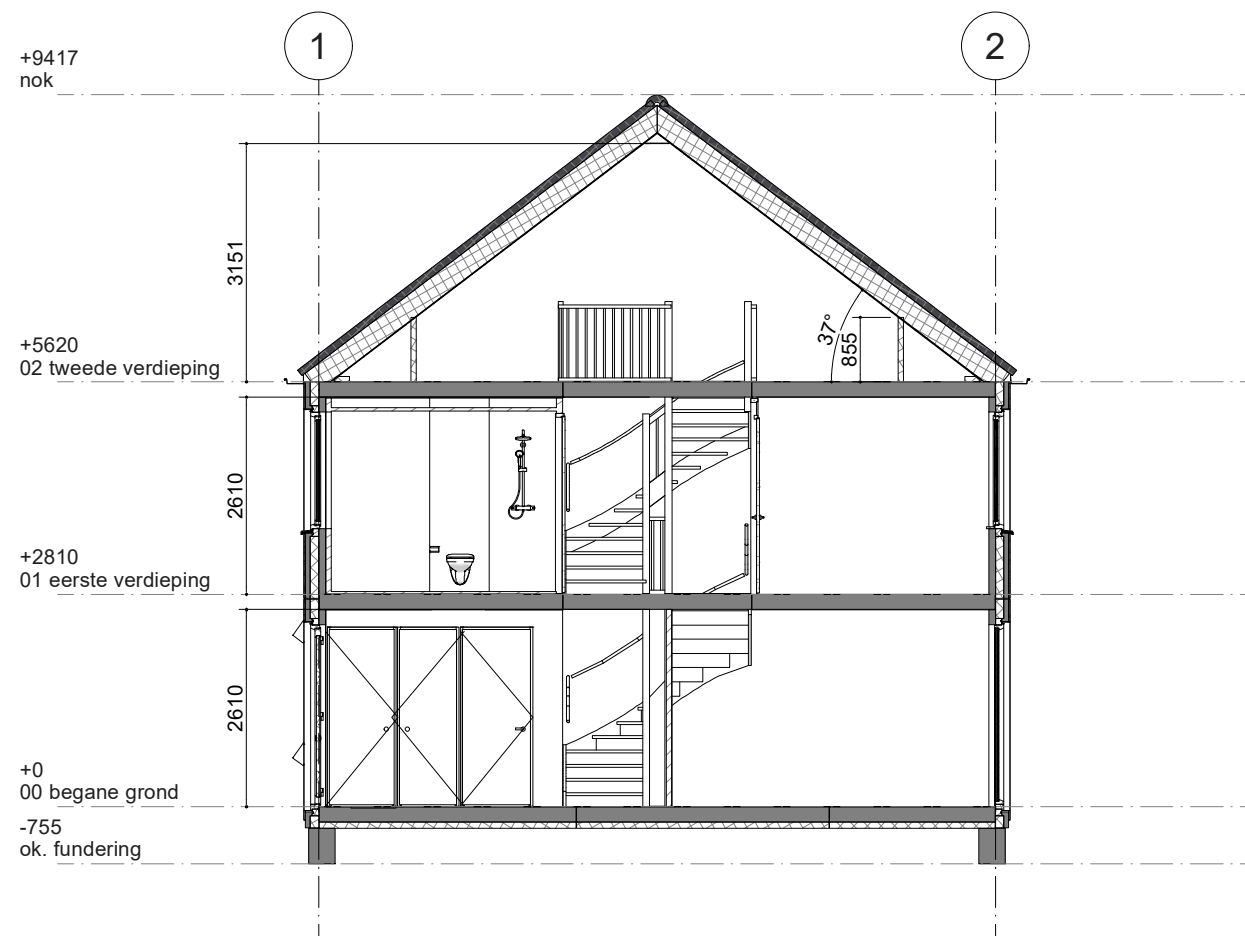 1
2
+9417
nok
3151
37°
855
+5620
02 tweede verdieping
2610
+2810
01 eerste verdieping
2610
+0
00 begane grond
-755
ok. fundering